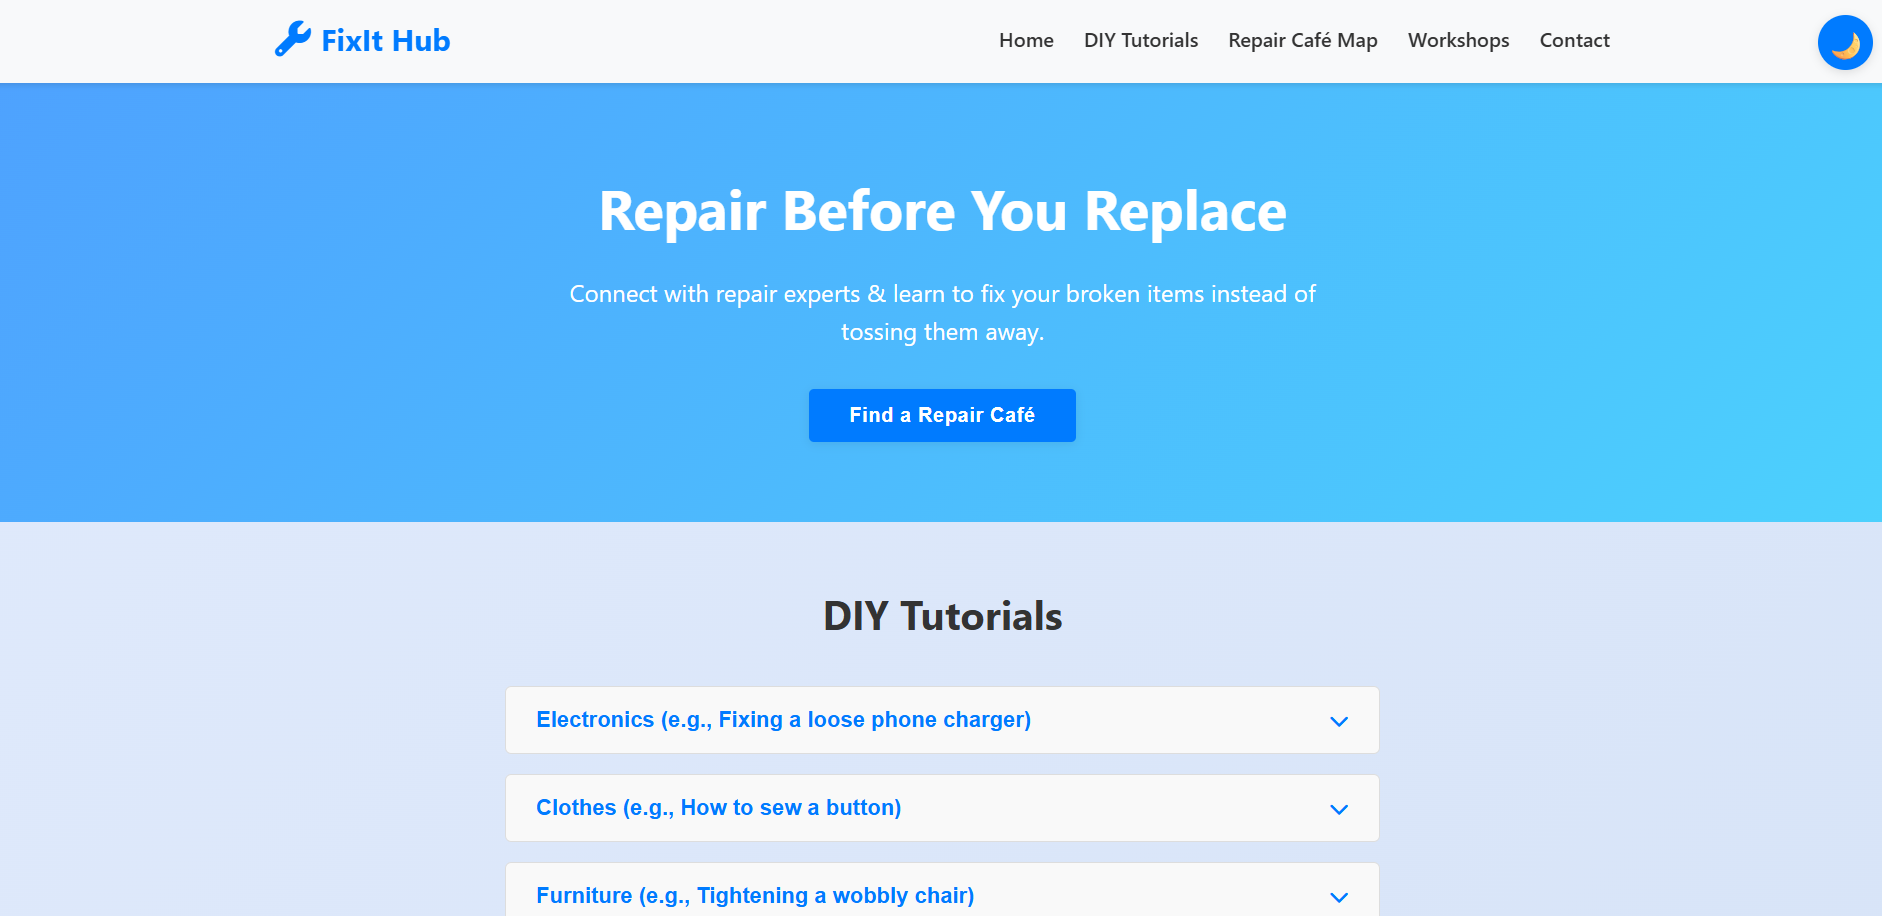 FixIt Hub
Home
DIY Tutorials
Repair Café Map
Workshops
Contact
Repair Before You Replace
Connect with repair experts & learn to fix your broken items instead of
tossing them away.
Find a Repair Café
DIY Tutorials
Electronics (e.g., Fixing a loose phone charger)
Clothes (e.g., How to sew a button)
Furniture (e.g., Tightening a wobbly chair)